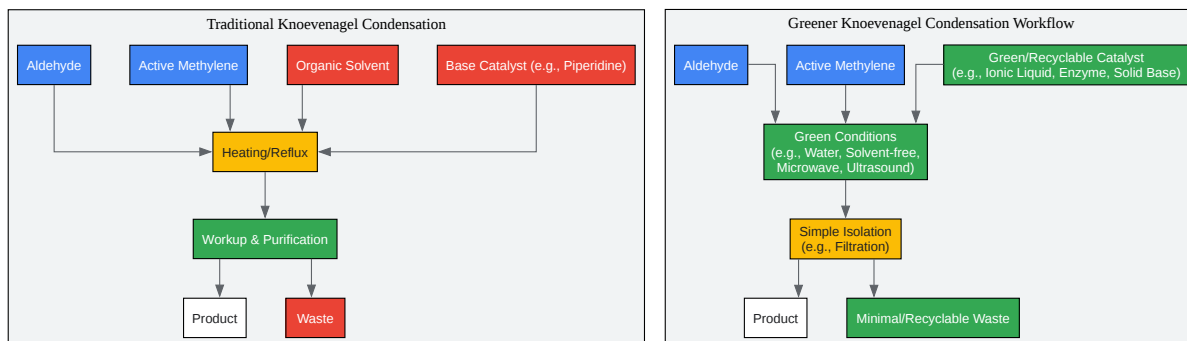 Traditional Knoevenagel Condensation
Aldehyde
Active Methylene
Organic Solvent
Base Catalyst (e.g., Piperidine)
Heating/Reflux
Workup & Purification
Product
Waste
Greener Knoevenagel Condensation Workflow
Aldehyde
Active Methylene
Green/Recyclable Catalyst
(e.g., Ionic Liquid, Enzyme, Solid Base)
Green Conditions
(e.g., Water, Solvent-free,
Microwave, Ultrasound)
Simple Isolation
(e.g., Filtration)
Product
Minimal/Recyclable Waste